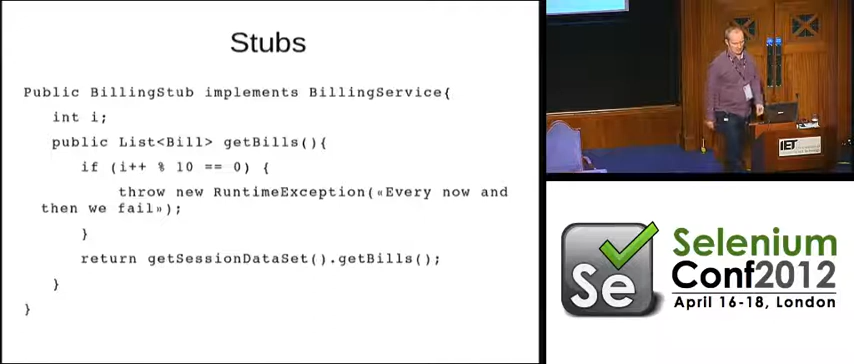 Stubs
Public BillingStub implements BillingService{
int i;
public List<Bill> getBills(){
if (i++ % 10 == 0) {
throw new RuntimeException(«Every now and
then we fail»);
}
return getSessionDataSet().getBills();
}
}
IET
Se
Selenium
Conf2012
April 16-18, London